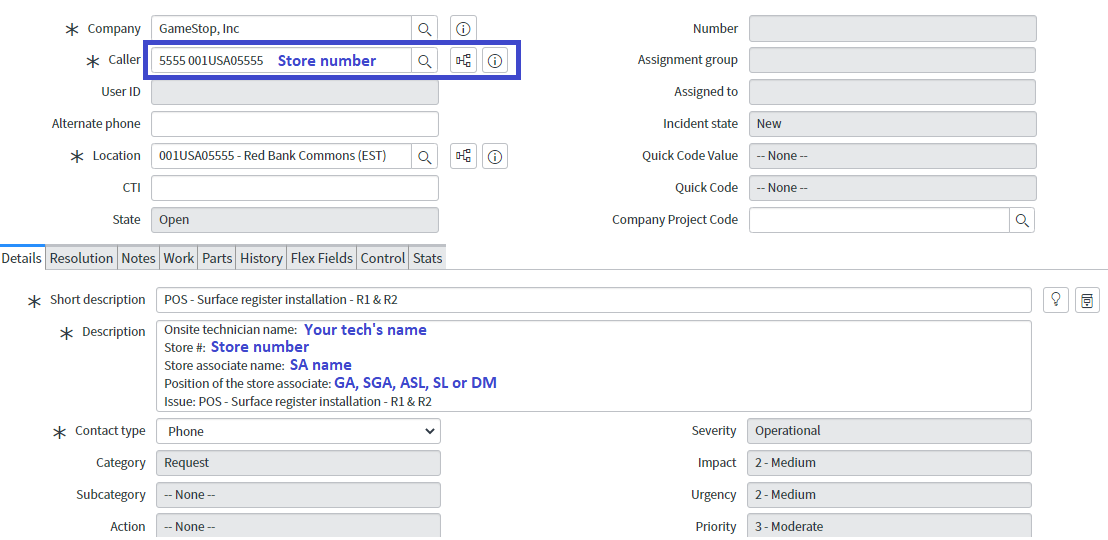 Company GameStop, Inc Number
Caller 5555 001USA05555 Store number Assignment group
User ID Assigned to
Alternate phone Incident state New
Location 001USA05555 - Red Bank Commons (EST) Quick Code Value -- None --
CTI Quick Code -- None --
State Open Company Project Code
Details Resolution Notes Work Parts History Flex Fields Control Stats
Short description POS - Surface register installation - R1 & R2
Description Onsite technician name: Your tech's name
Store #: Store number
Store associate name: SA name
Position of the store associate: GA, SGA, ASL, SL or DM
Issue: POS - Surface register installation - R1 & R2
Contact type Phone Severity Operational
Category Request Impact 2 - Medium
Subcategory -- None -- Urgency 2 - Medium
Action -- None -- Priority 3 - Moderate